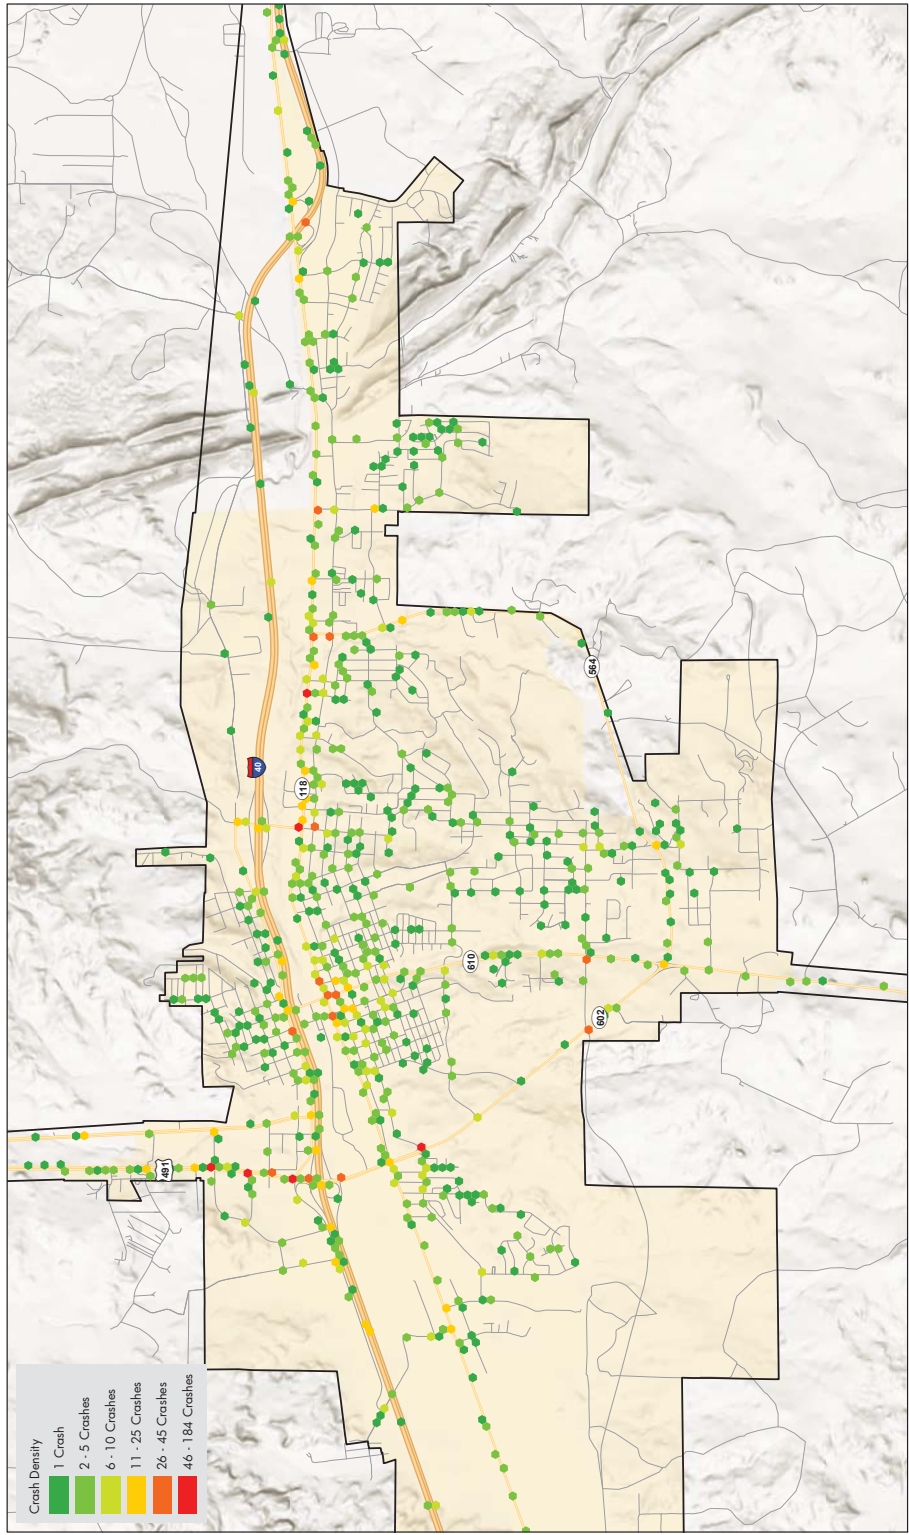 Crash Density
1 Crash
2 - 5 Crashes
6 - 10 Crashes
11 - 25 Crashes
26 - 45 Crashes
46 - 184 Crashes
491
40
118
610
602
564